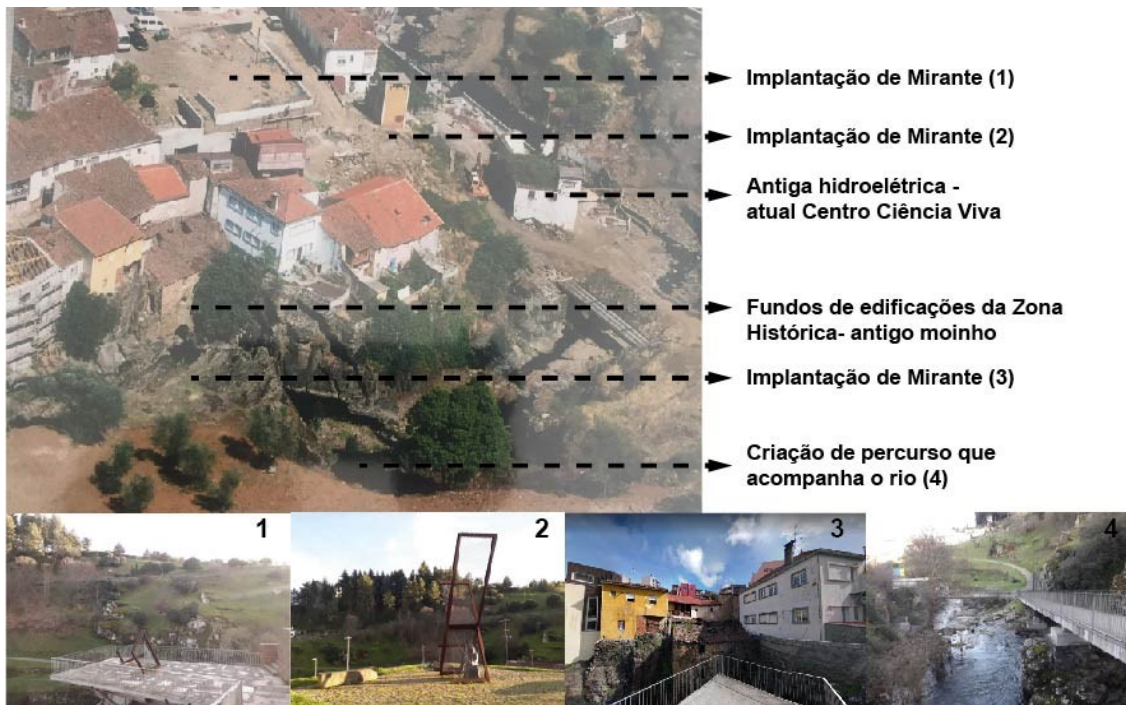 Implantação de Mirante (1)
Implantação de Mirante (2)
Antiga hidroelétrica -
atual Centro Ciência Viva
Fundos de edificações da Zona
Histórica- antigo moinho
Implantação de Mirante (3)
Criação de percurso que
acompanha o rio (4)
1
2
3
4